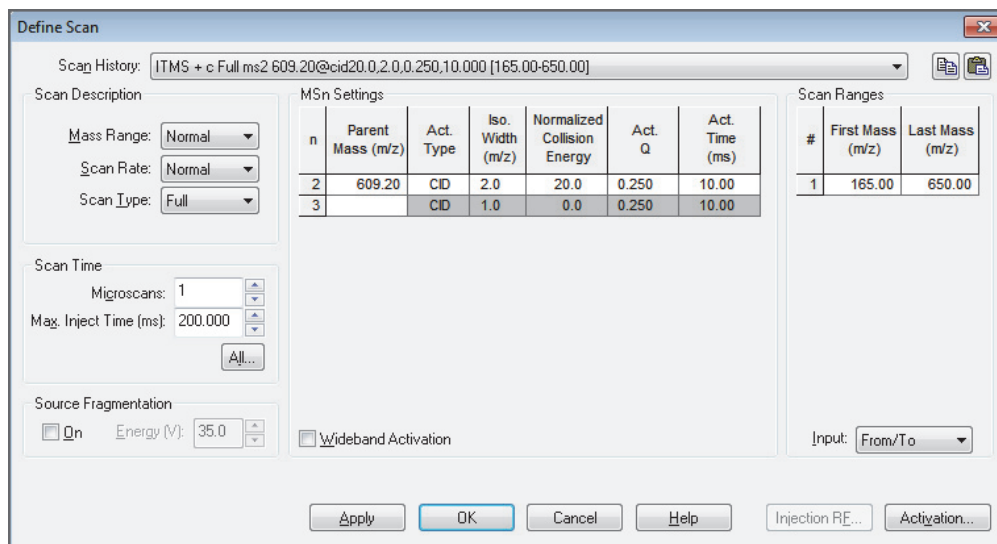 Define Scan
Scan History: ITMS + c Full ms2 609.20@cid20.0,2.0,0.250,10.000 [165.00-650.00]
Scan Description
Mass Range: Normal
Scan Rate: Normal
Scan Type: Full
Scan Time
Microscans: 1
Max. Inject Time (ms): 200.000
All...
Source Fragmentation
On Energy (V): 35.0
MSn Settings
n Parent Mass (m/z) Act. Type Iso. Width (m/z) Normalized Collision Energy Act. Q Act. Time (ms)
2 609.20 CID 2.0 20.0 0.250 10.00
3 CID 1.0 0.0 0.250 10.00
Wideband Activation
Scan Ranges
# First Mass (m/z) Last Mass (m/z)
1 165.00 650.00
Input: From/To
Apply OK Cancel Help Injection RF... Activation...